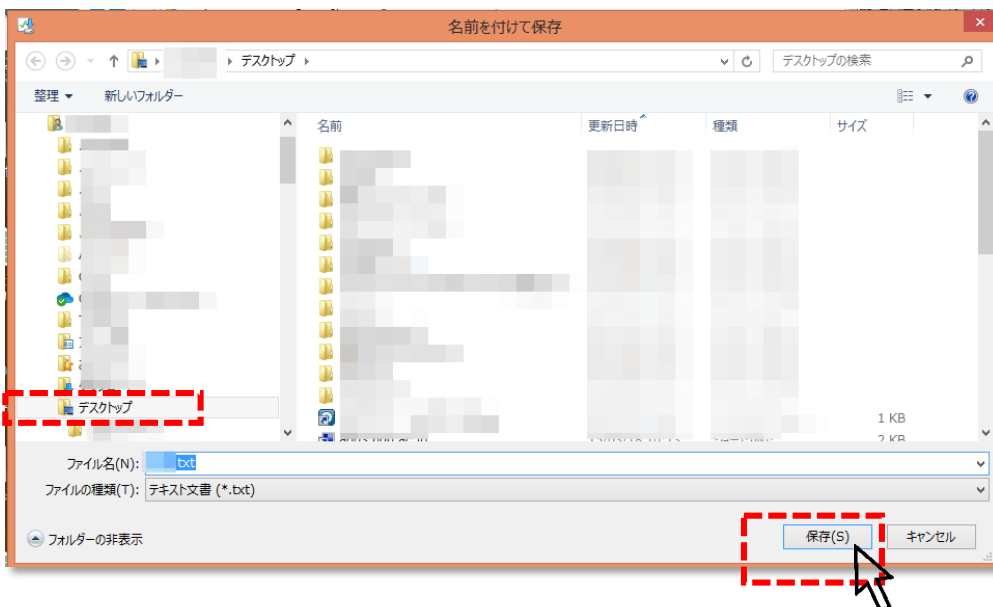 名前を付けて保存
デスクトップ
デスクトップの検索
整理
新しいフォルダー
名前
更新日時
種類
サイズ
デスクトップ
1 KB
2 KB
ファイル名(N):
txt
ファイルの種類(T):
テキスト文書 (*.txt)
フォルダーの非表示
保存(S)
キャンセル